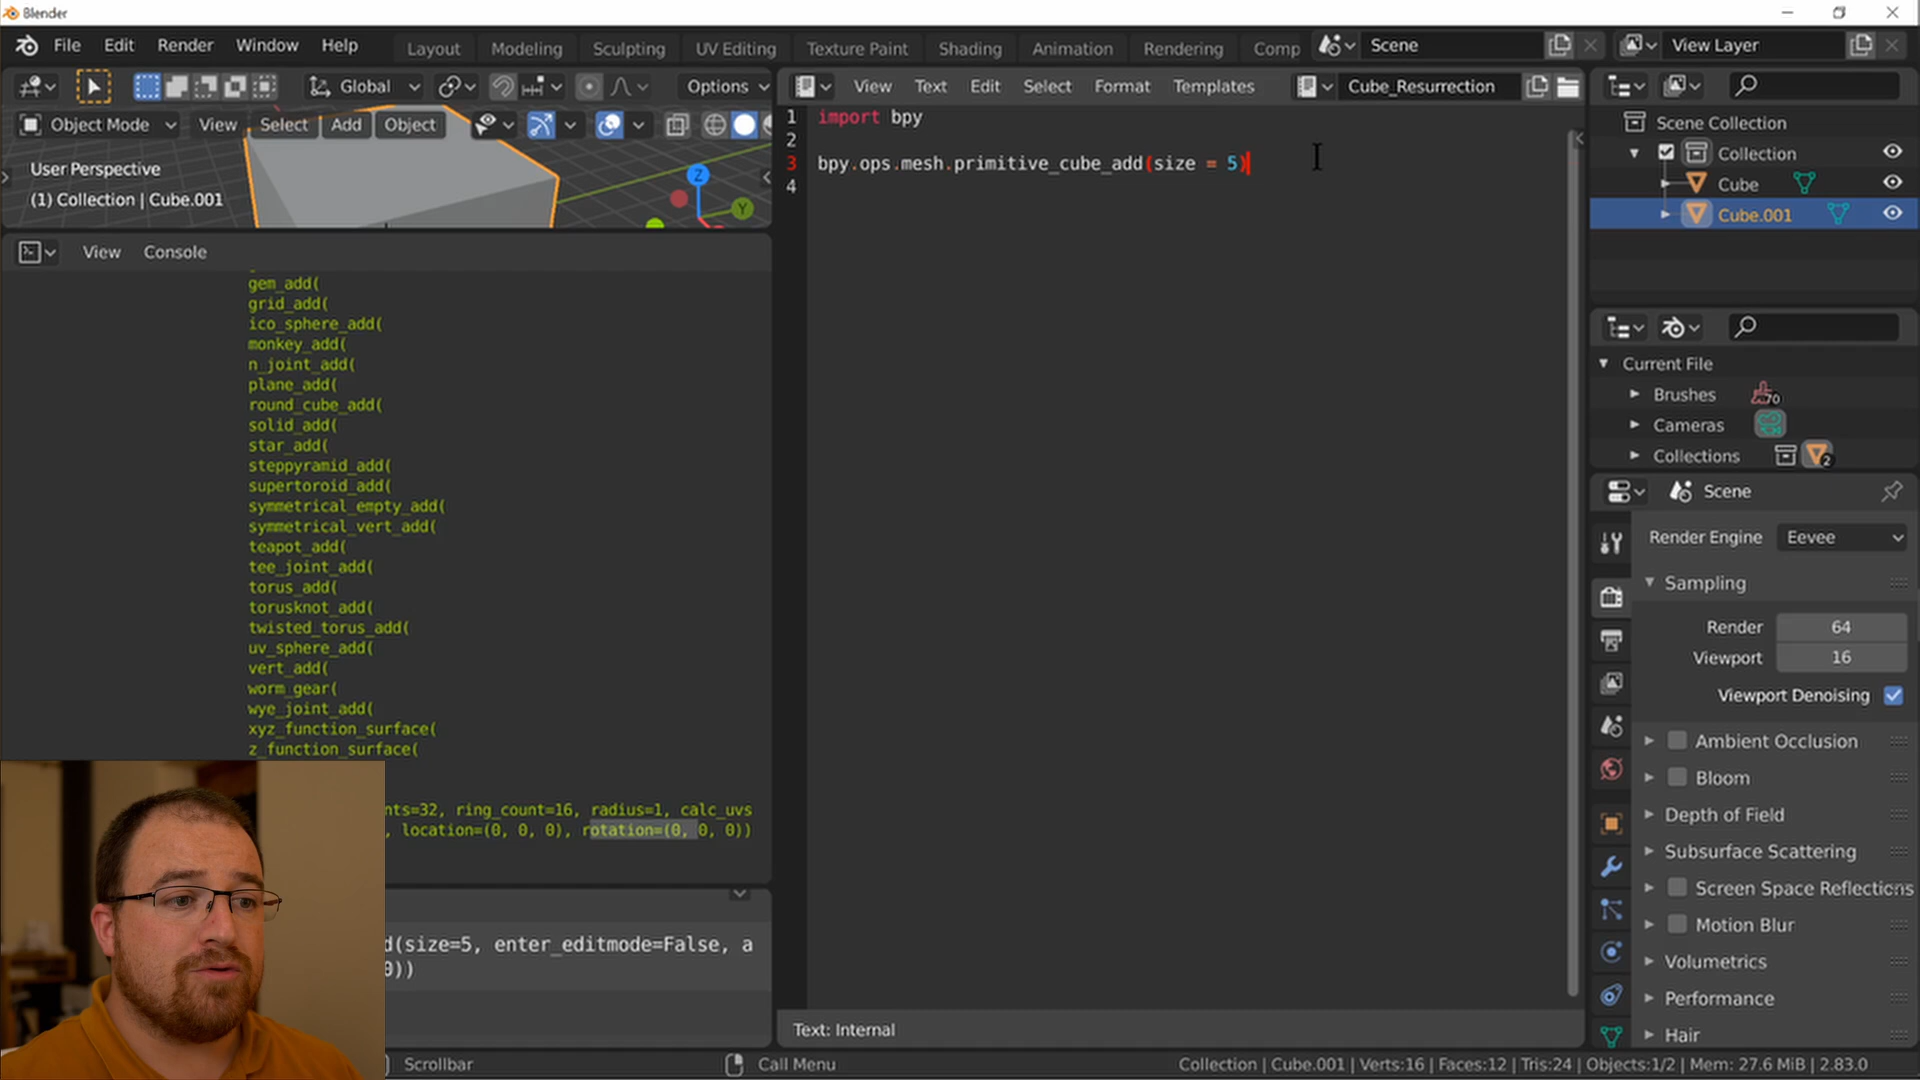 Blender
File Edit Render Window Help Layout Modeling Sculpting UV Editing Texture Paint Shading Animation Rendering Comp Scene View Layer
Global Options View Text Edit Select Format Templates Cube_Resurrection
Object Mode View Select Add Object
User Perspective
(1) Collection | Cube.001
Z
Y
View Console
gem_add(
grid_add(
ico_sphere_add(
monkey_add(
n_joint_add(
plane_add(
round_cube_add(
solid_add(
star_add(
steppyramid_add(
supertoroid_add(
symmetrical_empty_add(
symmetrical_vert_add(
teapot_add(
tee_joint_add(
torus_add(
torusknot_add(
twisted_torus_add(
uv_sphere_add(
vert_add(
worm_gear(
wye_joint_add(
xyz_function_surface(
z_function_surface(
nts=32, ring_count=16, radius=1, calc_uvs
, location=(0, 0, 0), rotation=(0, 0, 0))
d(size=5, enter_editmode=False, a
0))
1 import bpy
2
3 bpy.ops.mesh.primitive_cube_add(size = 5)
4
Text: Internal
Scene Collection
Collection
Cube
Cube.001
Current File
Brushes 70
Cameras
Collections 2
Scene
Render Engine Eevee
Sampling
Render 64
Viewport 16
Viewport Denoising
Ambient Occlusion
Bloom
Depth of Field
Subsurface Scattering
Screen Space Reflections
Motion Blur
Volumetrics
Performance
Hair
Scrollbar Call Menu Collection | Cube.001 | Verts:16 | Faces:12 | Tris:24 | Objects:1/2 | Mem: 27.6 MiB | 2.83.0